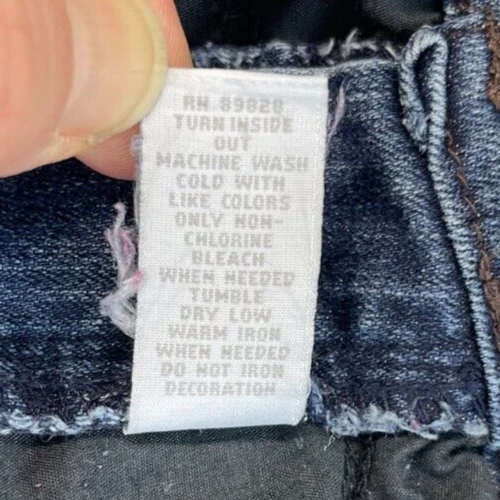 RN 89820
TURN INSIDE
OUT
MACHINE WASH
COLD WITH
LIKE COLORS
ONLY NON-
CHLORINE
BLEACH
WHEN NEEDED
TUMBLE
DRY LOW
WARM IRON
WHEN NEEDED
DO NOT IRON
DECORATION